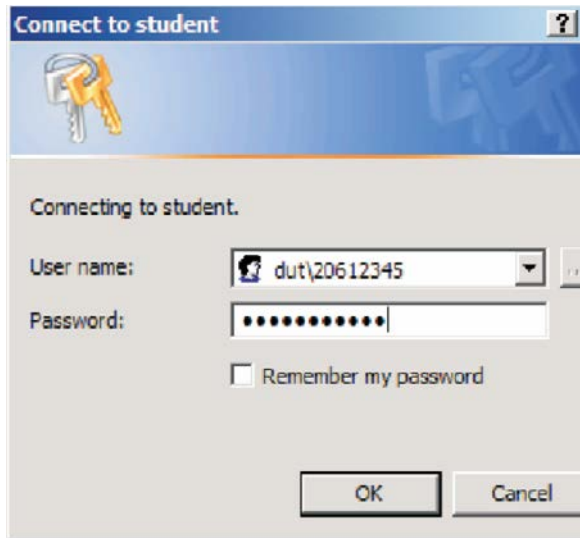 Connect to student
Connecting to student.
User name: dut\20612345
Password: •••••••••••
Remember my password
OK Cancel